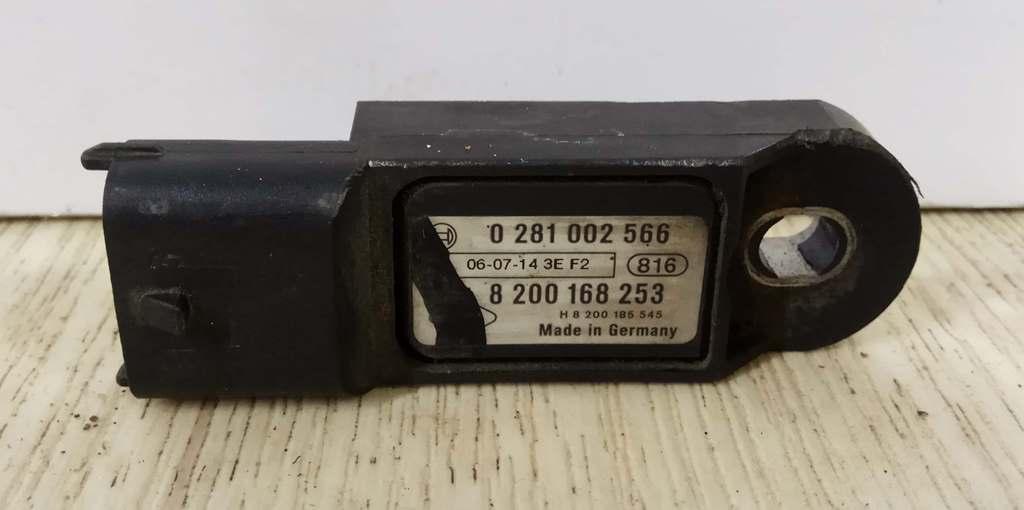 0 281 002 566
06-07-14 3E F2 816
8 200 168 253
H 8 200 185 545
Made in Germany